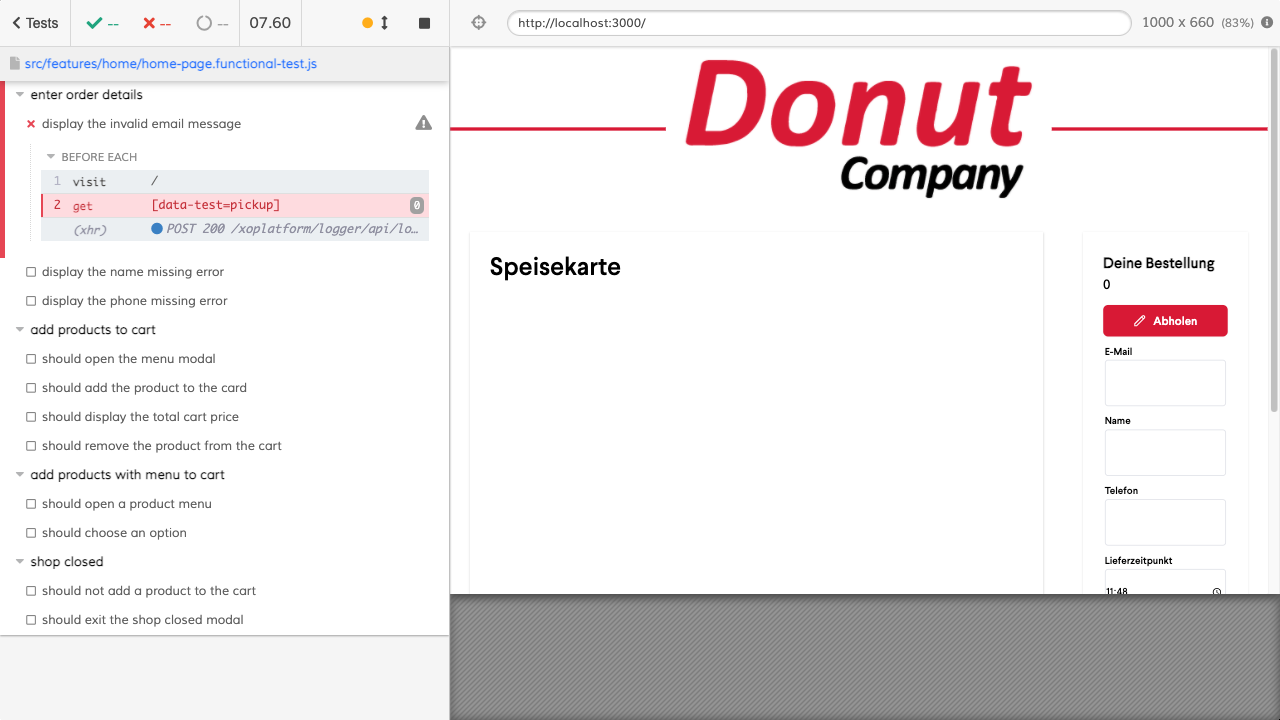 Tests
--
--
--
07.60
http://localhost:3000/
1000 x 660 (83%)
src/features/home/home-page.functional-test.js
enter order details
display the invalid email message
BEFORE EACH
1 visit /
2 get [data-test=pickup] 0
(xhr) POST 200 /xoplatform/logger/api/lo…
display the name missing error
display the phone missing error
add products to cart
should open the menu modal
should add the product to the card
should display the total cart price
should remove the product from the cart
add products with menu to cart
should open a product menu
should choose an option
shop closed
should not add a product to the cart
should exit the shop closed modal
Donut
Company
Speisekarte
Deine Bestellung
0
Abholen
E-Mail
Name
Telefon
Lieferzeitpunkt
11:48